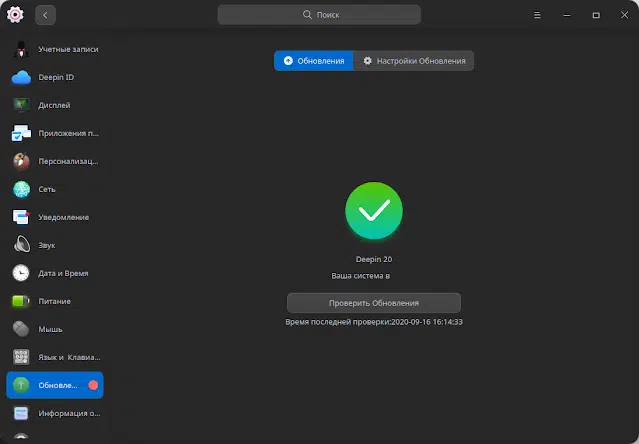 Поиск
Учетные записи
Deepin ID
Дисплей
Приложения п...
Персонализац...
Сеть
Уведомление
Звук
Дата и Время
Питание
Мышь
Язык и Клавиа...
Обновле...
Информация о...
Обновления
Настройки Обновления
Deepin 20
Ваша система в
Проверить Обновления
Время последней проверки:2020-09-16 16:14:33